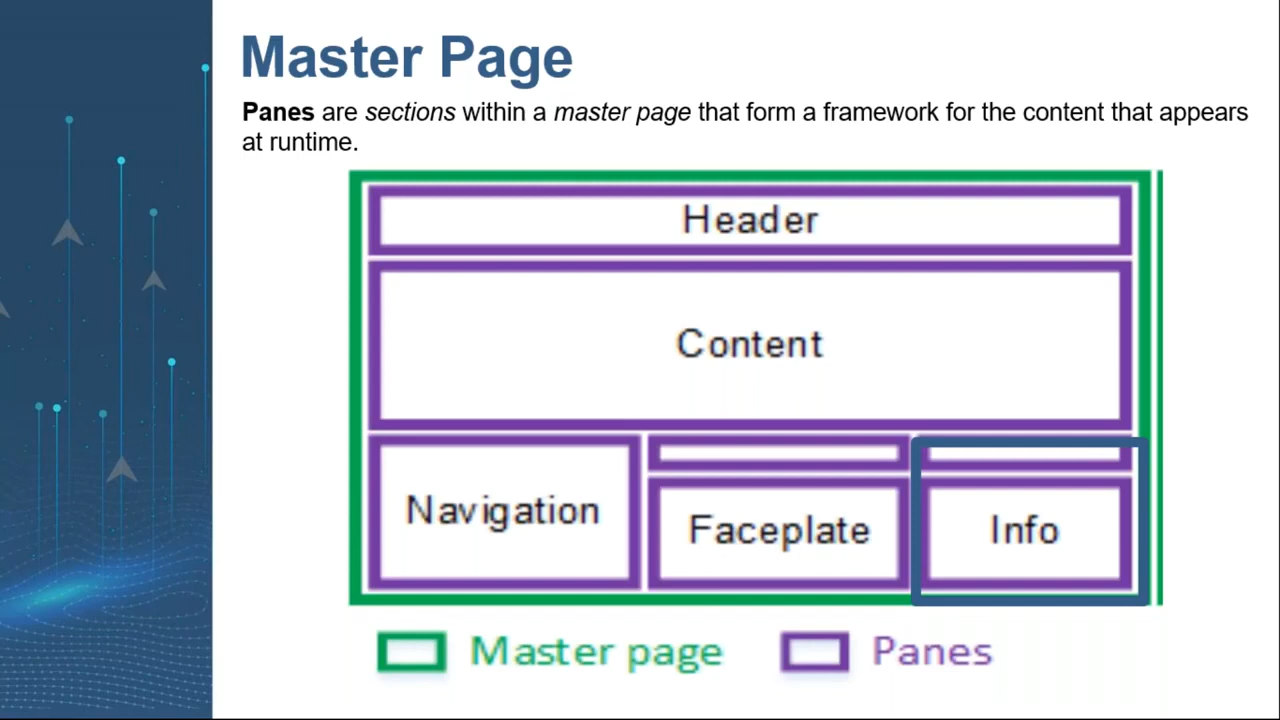 Master Page
Panes are sections within a master page that form a framework for the content that appears
at runtime.
Header
Content
Navigation
Faceplate
Info
Master page
Panes